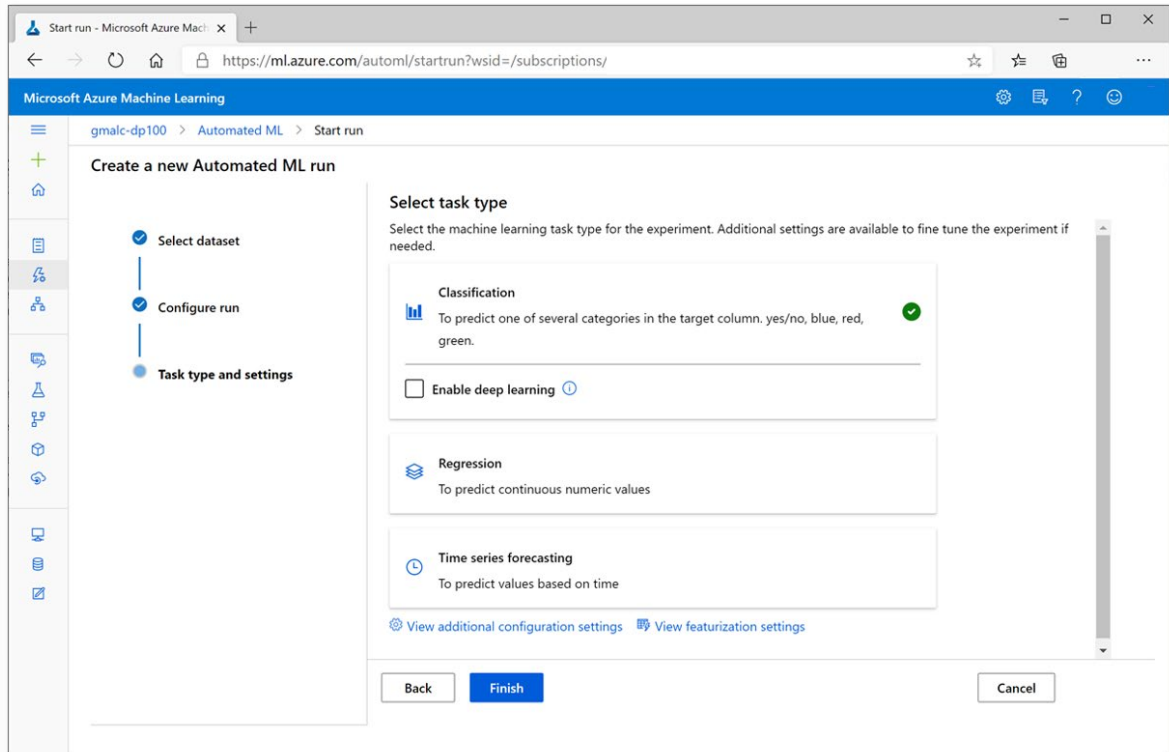 Start run - Microsoft Azure Mach
https://ml.azure.com/automl/startrun?wsid=/subscriptions/
Microsoft Azure Machine Learning
gmalc-dp100 > Automated ML > Start run
Create a new Automated ML run
Select dataset
Configure run
Task type and settings
Select task type
Select the machine learning task type for the experiment. Additional settings are available to fine tune the experiment if
needed.
Classification
To predict one of several categories in the target column. yes/no, blue, red,
green.
Enable deep learning
Regression
To predict continuous numeric values
Time series forecasting
To predict values based on time
View additional configuration settings View featurization settings
Back Finish Cancel